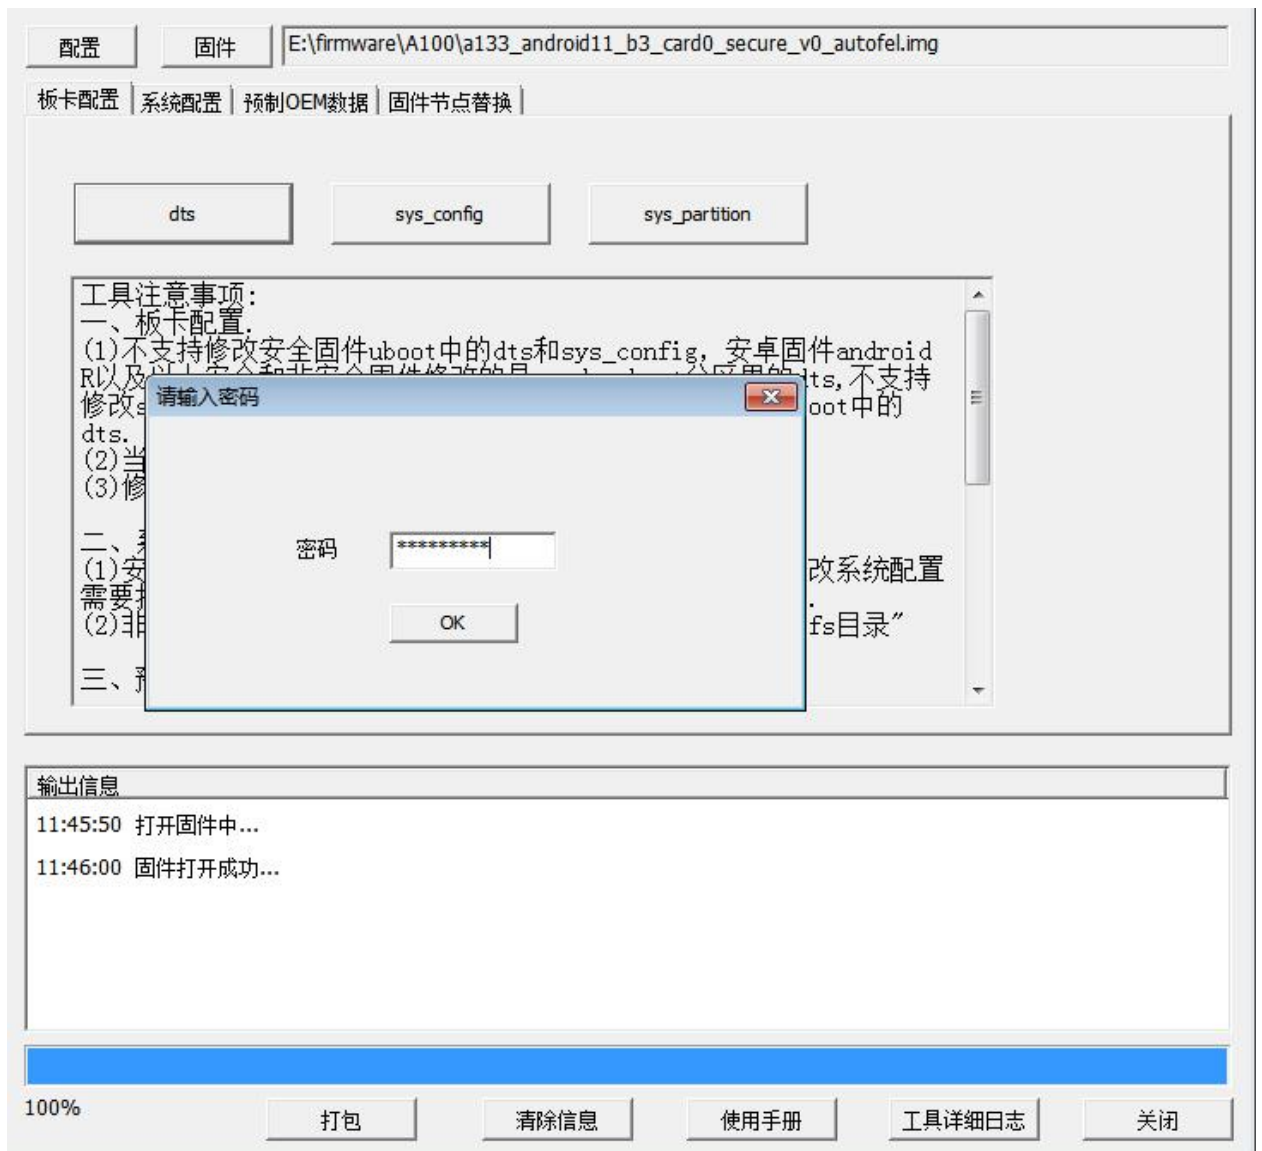 配置 固件 E:\firmware\A100\a133_android11_b3_card0_secure_v0_autofel.img
板卡配置 系统配置 预制OEM数据 固件节点替换
dts sys_config sys_partition
工具注意事项:
一、板卡配置.
(1)不支持修改安全固件uboot中的dts和sys_config, 安卓固件android
dts,不支持
请输入密码
修改 oot中的
dts.
(2)当
(3)修
二、
密码 *********
(1)安 改系统配置
需要
OK
(2)非 fs目录"
三、
输出信息
11:45:50 打开固件中...
11:46:00 固件打开成功...
100% 打包 清除信息 使用手册 工具详细日志 关闭